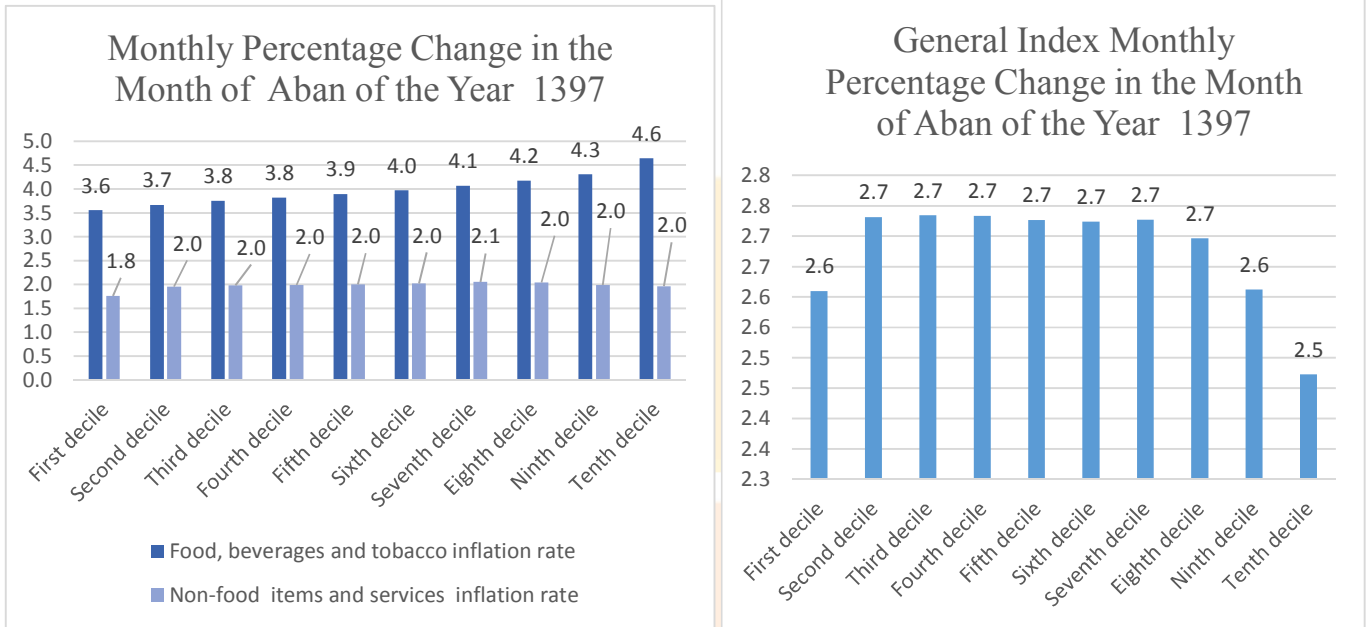 Monthly Percentage Change in the
Month of Aban of the Year 1397
5.0
4.5
4.0
3.5
3.0
2.5
2.0
1.5
1.0
0.5
0.0
3.6
3.7
3.8
3.8
3.9
4.0
4.1
4.2
4.3
4.6
1.8
2.0
2.0
2.0
2.0
2.0
2.1
2.0
2.0
2.0
First decile
Second decile
Third decile
Fourth decile
Fifth decile
Sixth decile
Seventh decile
Eighth decile
Ninth decile
Tenth decile
Food, beverages and tobacco inflation rate
Non-food items and services inflation rate
General Index Monthly
Percentage Change in the Month
of Aban of the Year 1397
2.8
2.8
2.7
2.7
2.6
2.6
2.5
2.5
2.4
2.4
2.3
2.6
2.7
2.7
2.7
2.7
2.7
2.7
2.7
2.6
2.5
First decile
Second decile
Third decile
Fourth decile
Fifth decile
Sixth decile
Seventh decile
Eighth decile
Ninth decile
Tenth decile